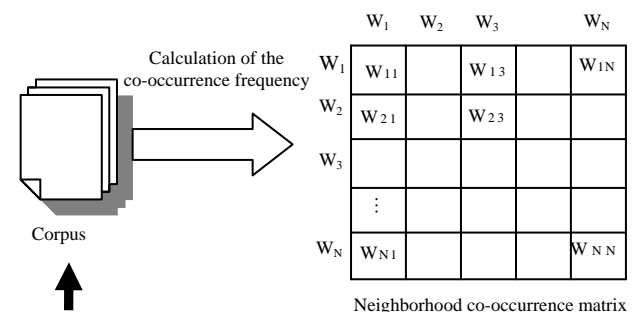 W1 W2 W3 WN
Calculation of the
co-occurrence frequency
W1 W11 W13 W1N
W2 W21 W23
W3
⋮
WN WN1 WNN
Corpus
Neighborhood co-occurrence matrix